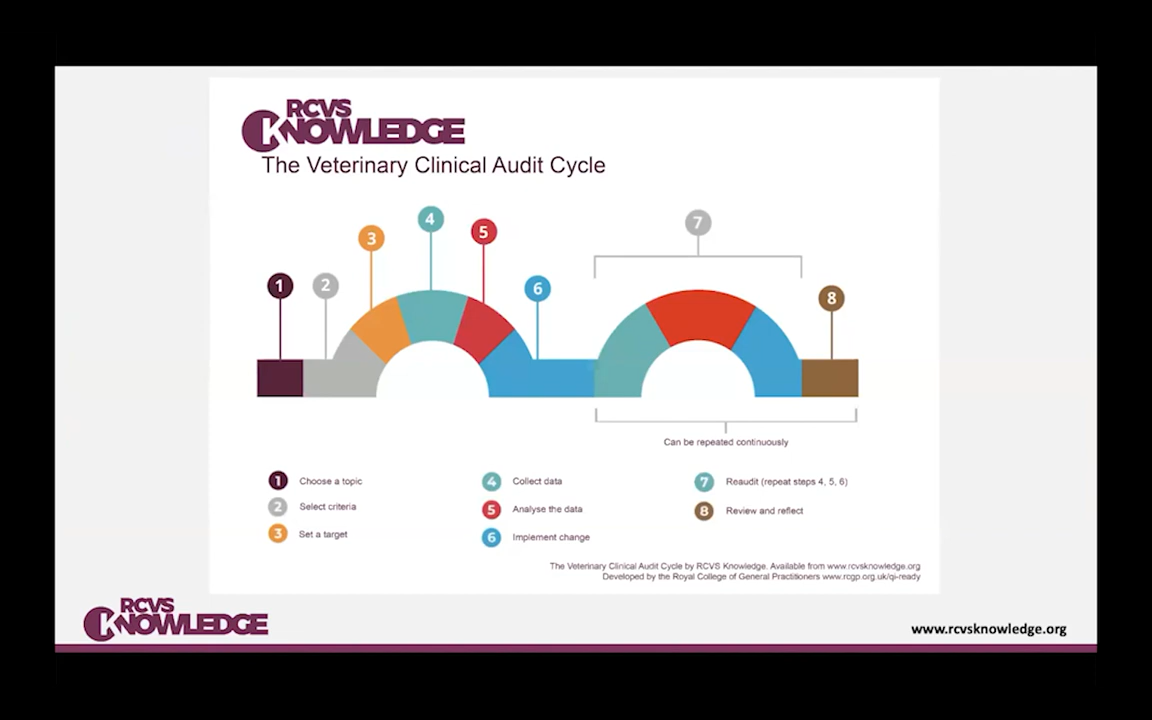 RCVS
KNOWLEDGE
The Veterinary Clinical Audit Cycle
1
2
3
4
5
6
7
8
Can be repeated continuously
1 Choose a topic
2 Select criteria
3 Set a target
4 Collect data
5 Analyse the data
6 Implement change
7 Reaudit (repeat steps 4, 5, 6)
8 Review and reflect
The Veterinary Clinical Audit Cycle by RCVS Knowledge. Available from www.rcvsknowledge.org
Developed by the Royal College of General Practitioners www.rcgp.org.uk/qi-ready
RCVS
KNOWLEDGE
www.rcvsknowledge.org